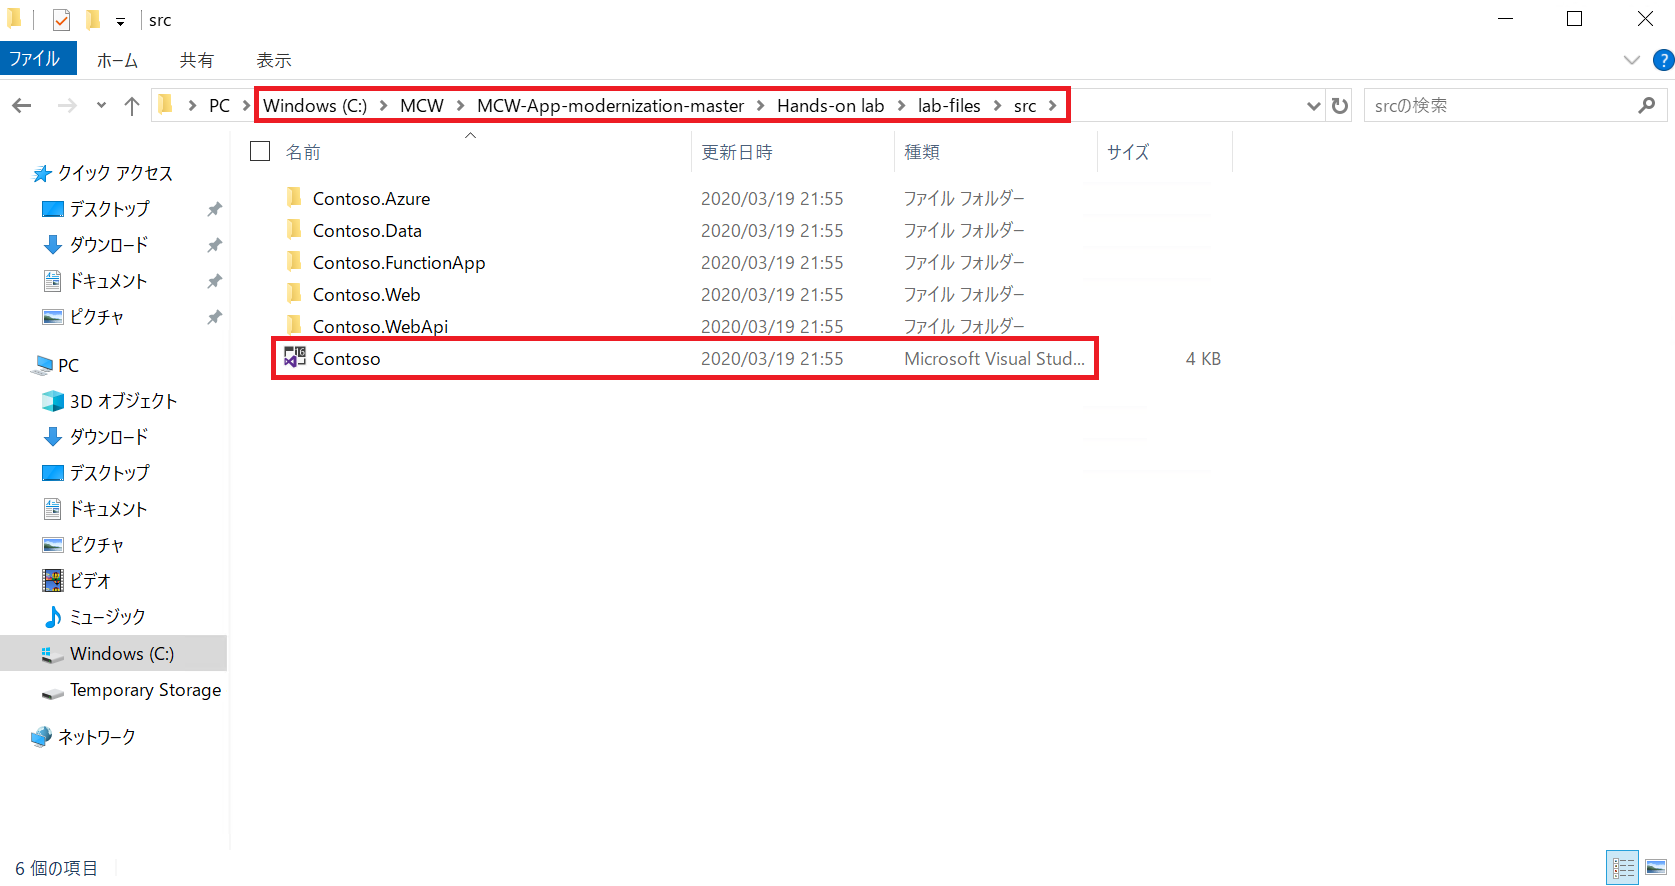 src
ファイル ホーム 共有 表示
PC Windows (C:) MCW MCW-App-modernization-master Hands-on lab lab-files src srcの検索
名前 更新日時 種類 サイズ
クイック アクセス
デスクトップ
ダウンロード
ドキュメント
ピクチャ
PC
3D オブジェクト
ダウンロード
デスクトップ
ドキュメント
ピクチャ
ビデオ
ミュージック
Windows (C:)
Temporary Storage
ネットワーク
Contoso.Azure 2020/03/19 21:55 ファイル フォルダー
Contoso.Data 2020/03/19 21:55 ファイル フォルダー
Contoso.FunctionApp 2020/03/19 21:55 ファイル フォルダー
Contoso.Web 2020/03/19 21:55 ファイル フォルダー
Contoso.WebApi 2020/03/19 21:55 ファイル フォルダー
Contoso 2020/03/19 21:55 Microsoft Visual Stud... 4 KB
6 個の項目